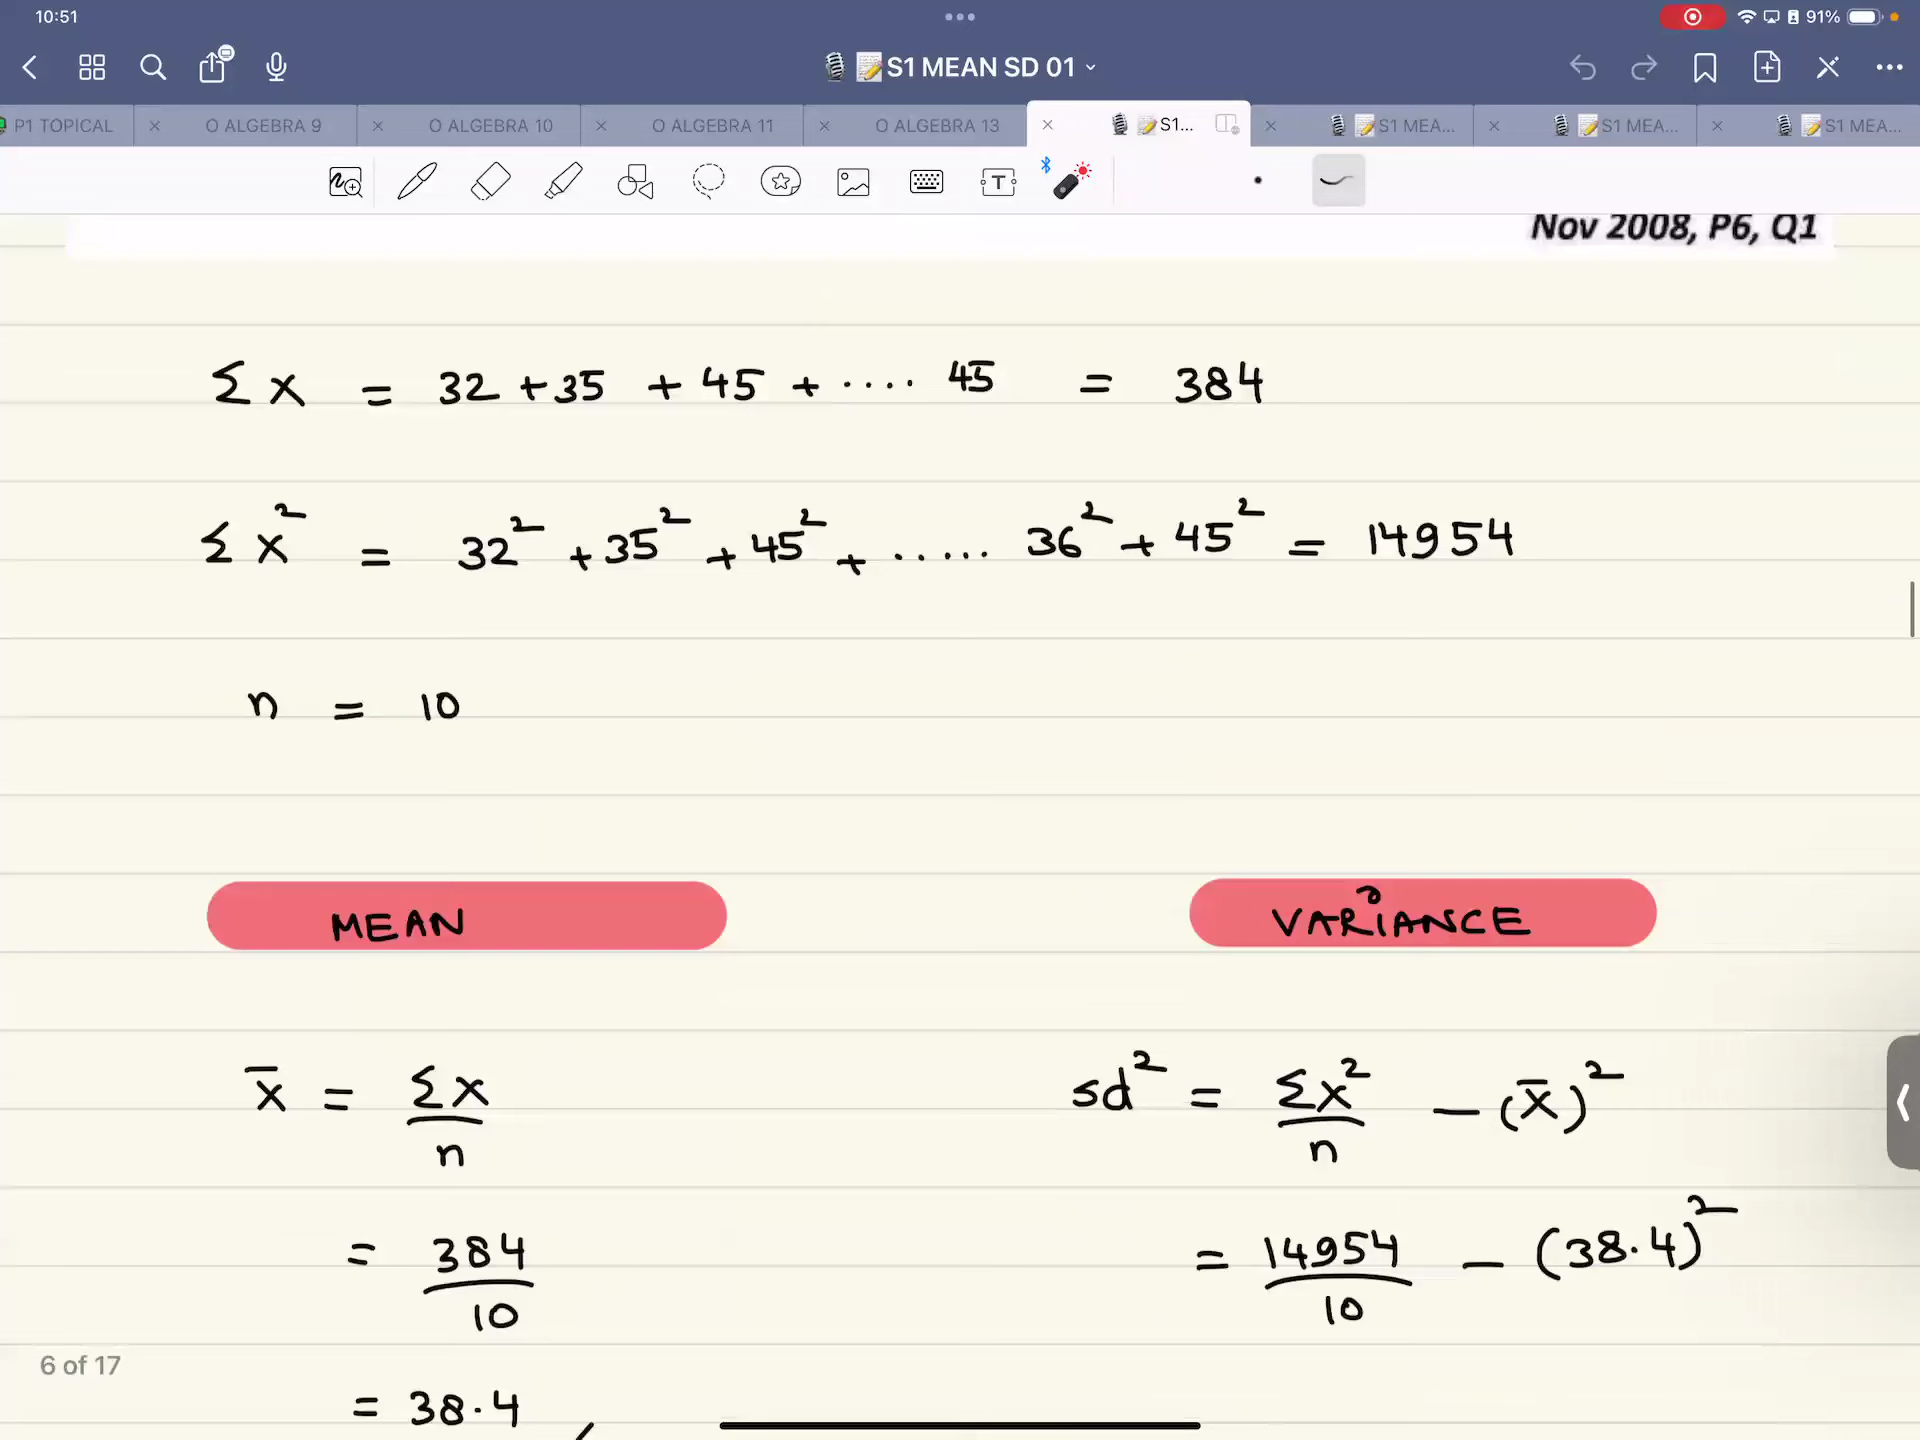 10:51
91%
S1 MEAN SD 01
P1 TOPICAL
O ALGEBRA 9
O ALGEBRA 10
O ALGEBRA 11
O ALGEBRA 13
S1...
S1 MEA...
S1 MEA...
S1 MEA...
Nov 2008, P6, Q1
Σx = 32 + 35 + 45 + .... 45 = 384
Σx² = 32² + 35² + 45² + ..... 36² + 45² = 14954
n = 10
MEAN
VARIANCE
x̄ = Σx / n
sd² = Σx² / n − (x̄)²
= 384 / 10
= 14954 / 10 − (38.4)²
6 of 17
= 38.4